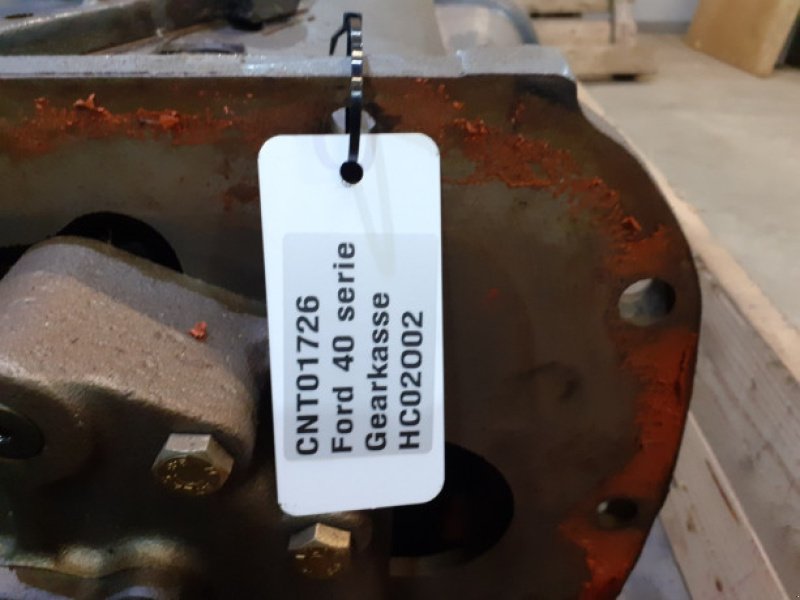 CNT01726
Ford 40 serie
Gearkasse
HC02002